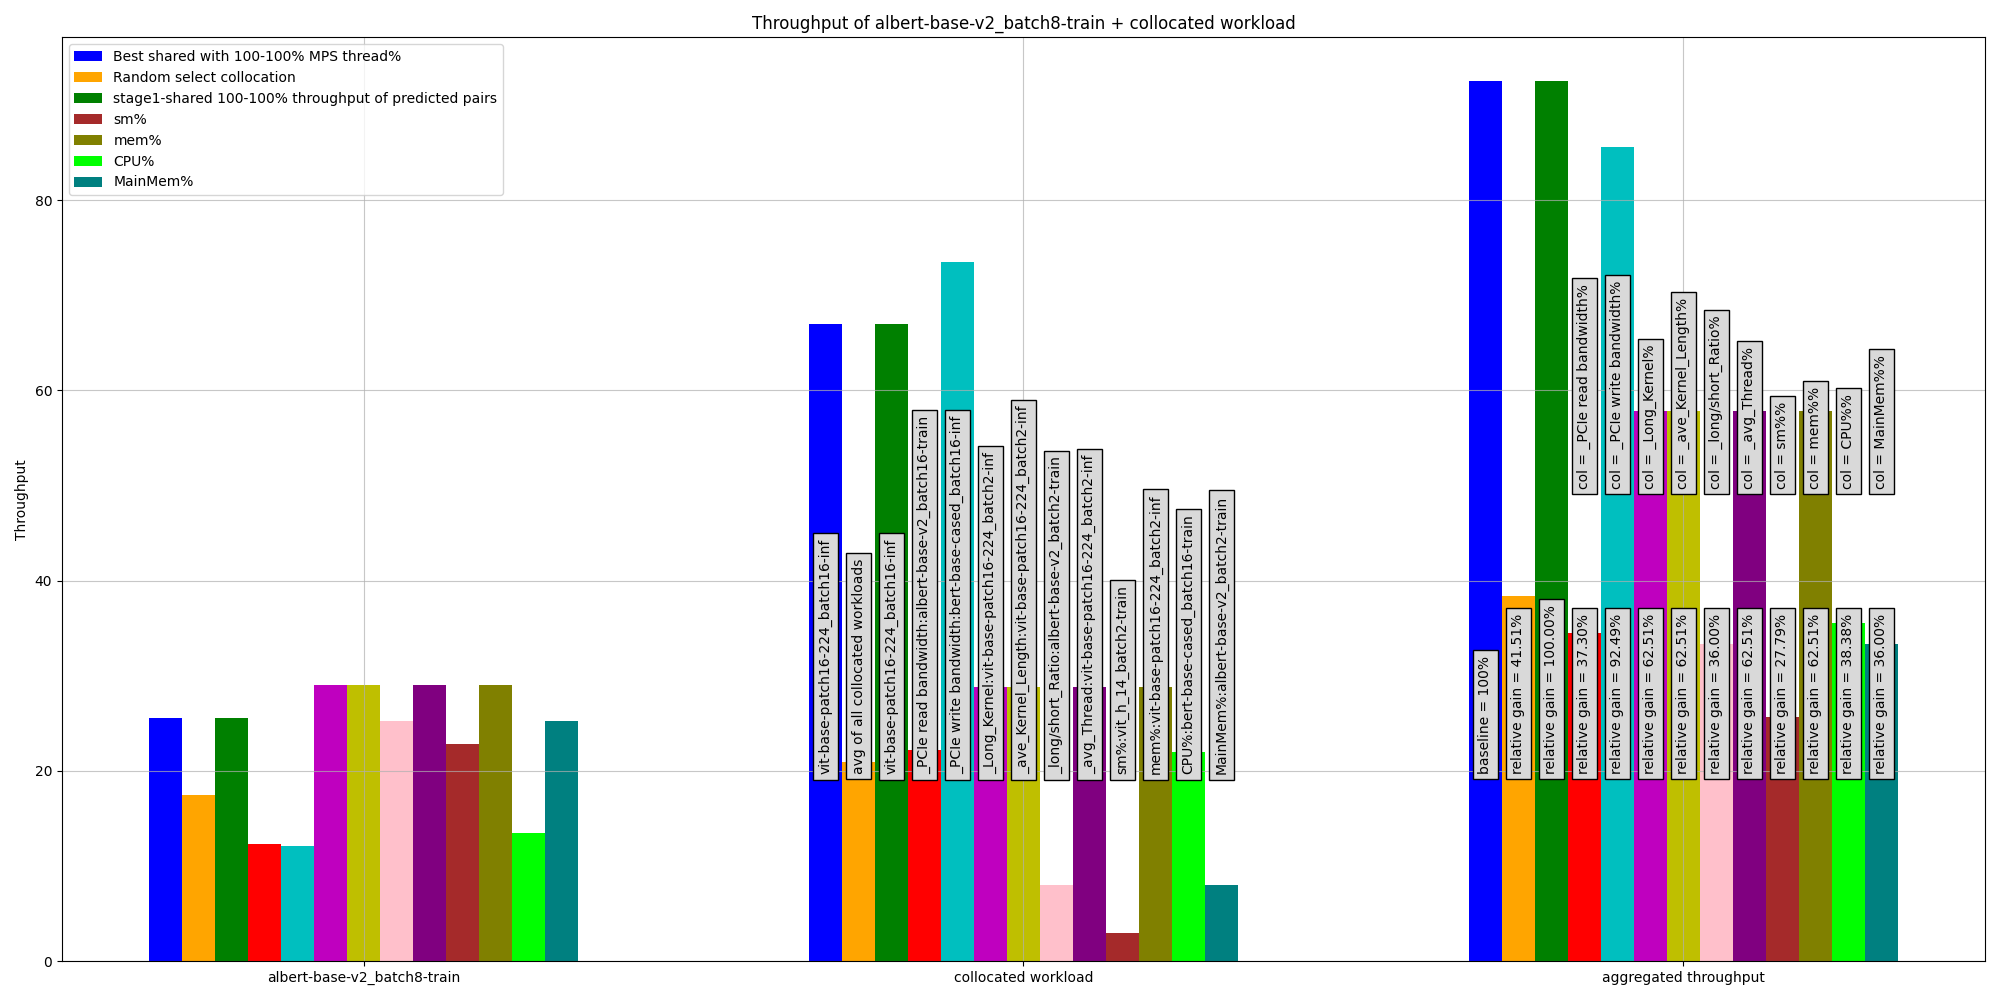 Throughput of albert-base-v2_batch8-train + collocated workload
Best shared with 100-100% MPS thread%
Random select collocation
stage1-shared 100-100% throughput of predicted pairs
sm%
mem%
CPU%
MainMem%
Throughput
80
60
40
20
0
vit-base-patch16-224_batch16-inf
avg of all collocated workloads
vit-base-patch16-224_batch16-inf
_PCIe read bandwidth:albert-base-v2_batch16-train
_PCIe write bandwidth:bert-base-cased_batch16-inf
_Long_Kernel:vit-base-patch16-224_batch2-inf
_ave_Kernel_Length:vit-base-patch16-224_batch2-inf
_long/short_Ratio:albert-base-v2_batch2-train
_avg_Thread:vit-base-patch16-224_batch2-inf
sm%:vit_h_14_batch2-train
mem%:vit-base-patch16-224_batch2-inf
CPU%:bert-base-cased_batch16-train
MainMem%:albert-base-v2_batch2-train
col = _PCIe read bandwidth%
col = _PCIe write bandwidth%
col = _Long_Kernel%
col = _ave_Kernel_Length%
col = _long/short_Ratio%
col = _avg_Thread%
col = sm%%
col = mem%%
col = CPU%%
col = MainMem%%
baseline = 100%
relative gain = 41.51%
relative gain = 100.00%
relative gain = 37.30%
relative gain = 92.49%
relative gain = 62.51%
relative gain = 62.51%
relative gain = 36.00%
relative gain = 62.51%
relative gain = 27.79%
relative gain = 62.51%
relative gain = 38.38%
relative gain = 36.00%
albert-base-v2_batch8-train
collocated workload
aggregated throughput